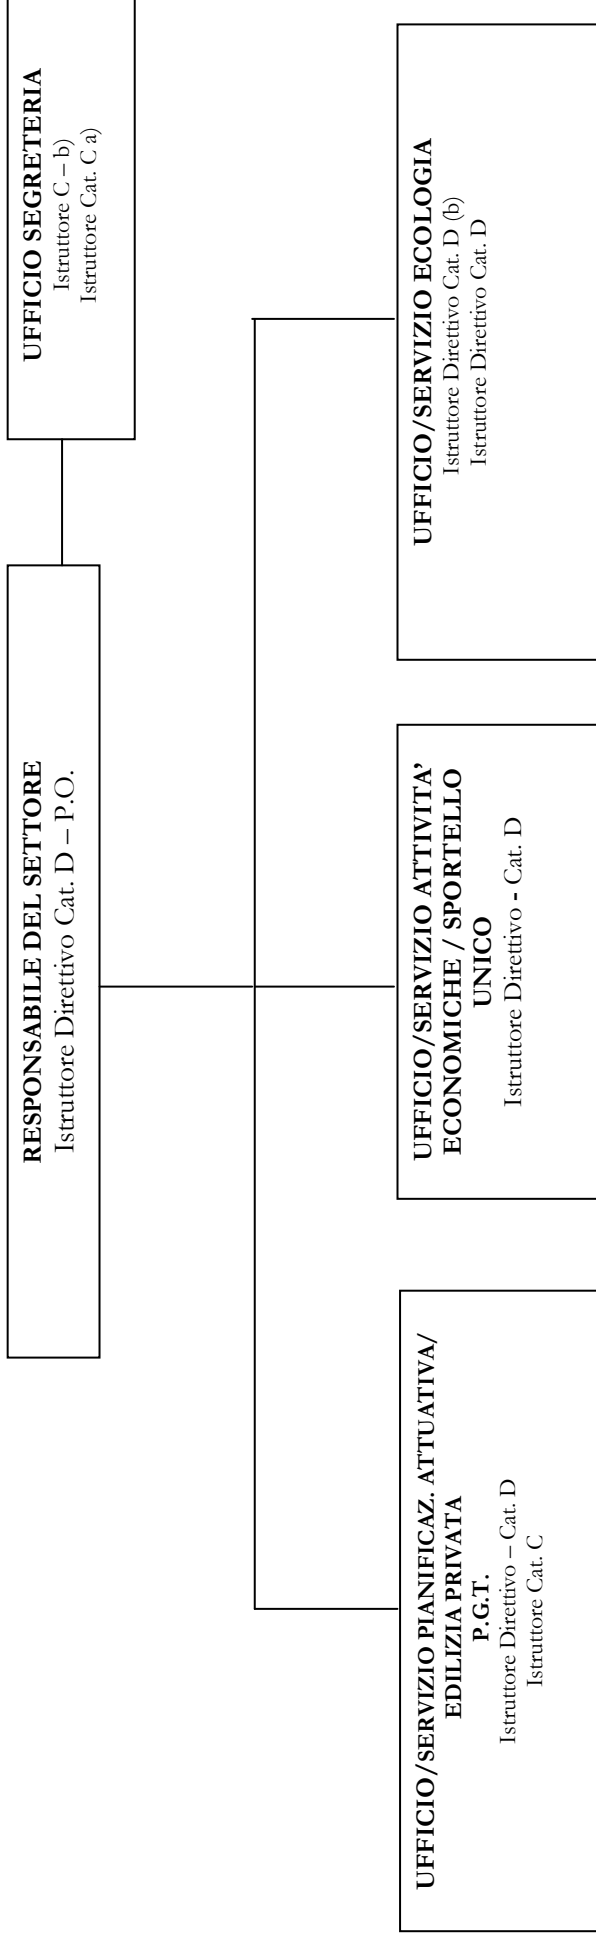 RESPONSABILE DEL SETTORE
Istruttore Direttivo Cat. D – P.O.
UFFICIO SEGRETERIA
Istruttore C – b)
Istruttore Cat. C a)
UFFICIO/SERVIZIO PIANIFICAZ. ATTUATIVA/
EDILIZIA PRIVATA
P.G.T.
Istruttore Direttivo – Cat. D
Istruttore Cat. C
UFFICIO/SERVIZIO ATTIVITA’
ECONOMICHE / SPORTELLO
UNICO
Istruttore Direttivo - Cat. D
UFFICIO/SERVIZIO ECOLOGIA
Istruttore Direttivo Cat. D (b)
Istruttore Direttivo Cat. D